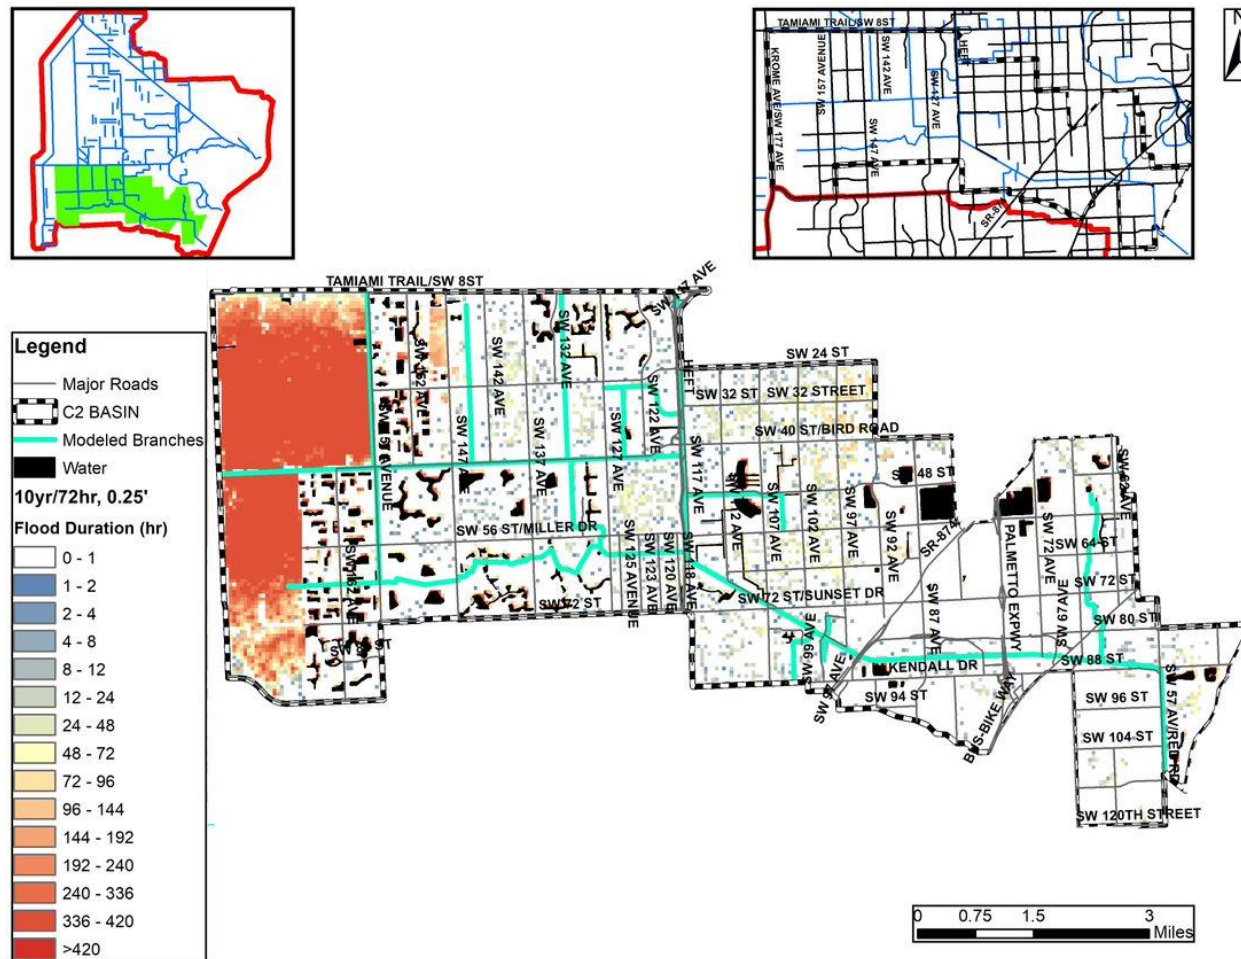 TAMIAMI TRAIL/SW 8ST
HEFT
KROME AVE/SW 177 AVE
SW 157 AVENUE
SW 142 AVE
SW 127 AVE
SW 147 AVE
N
TAMIAMI TRAIL/SW 8ST
Legend
Major Roads
C2 BASIN
Modeled Branches
Water
10yr/72hr, 0.25'
Flood Duration (hr)
0 - 1
1 - 2
2 - 4
4 - 8
8 - 12
12 - 24
24 - 48
48 - 72
72 - 96
96 - 144
144 - 192
192 - 240
240 - 336
336 - 420
>420
SW 142 AVE
SW 132 AVE
SW 122 AVE
HEFT
SW 24 ST
SW 32 ST
SW 32 STREET
SW 147 AVE
SW 137 AVE
SW 127 AVE
SW 117 AVE
SW 40 ST/BIRD ROAD
48 ST
SW 56 ST/MILLER DR
SW 107 AVE
SW 102 AVE
SW 97 AVE
SW 92 AVE
SR-874
PALMETTO EXPWY
SW 72 AVE
SW 64 ST
SW 162 AVE
SW 125 AVENUE
SW 123 AVE
SW 120 AVE
SW 118 AVE
SW 72 ST
SW 72 ST/SUNSET DR
SW 87 AVE
SW 67 AVE
SW 72 ST
SW 80 ST
SW 99 AVE
SW 97 AVE
KENDALL DR
SW 88 ST
SW 94 ST
SW 96 ST
SW 57 AV/RED RD
SW 104 ST
SW 120TH STREET
0 0.75 1.5 3
Miles